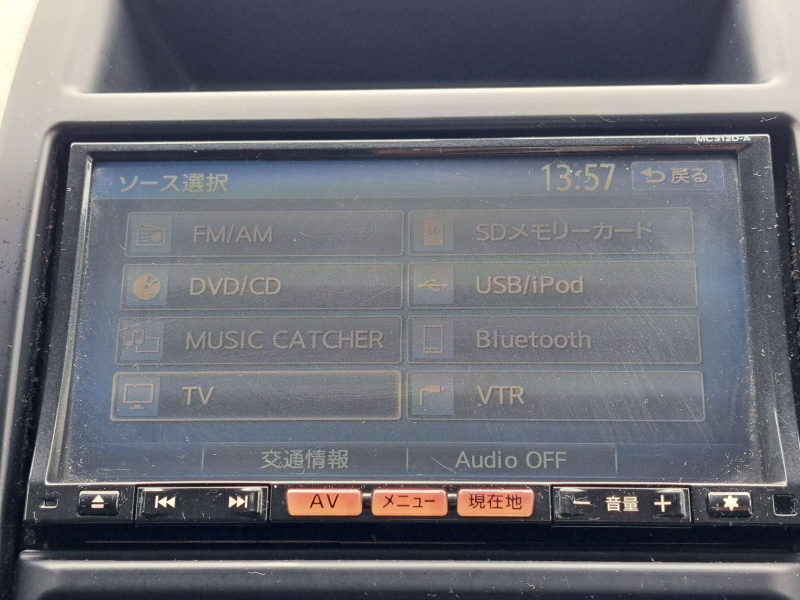 MC312D-A
ソース選択 13:57 戻る
FM/AM SDメモリーカード
SD
DVD/CD USB/iPod
MUSIC CATCHER Bluetooth
TV VTR
交通情報 Audio OFF
AV メニュー 現在地 − 音量 +